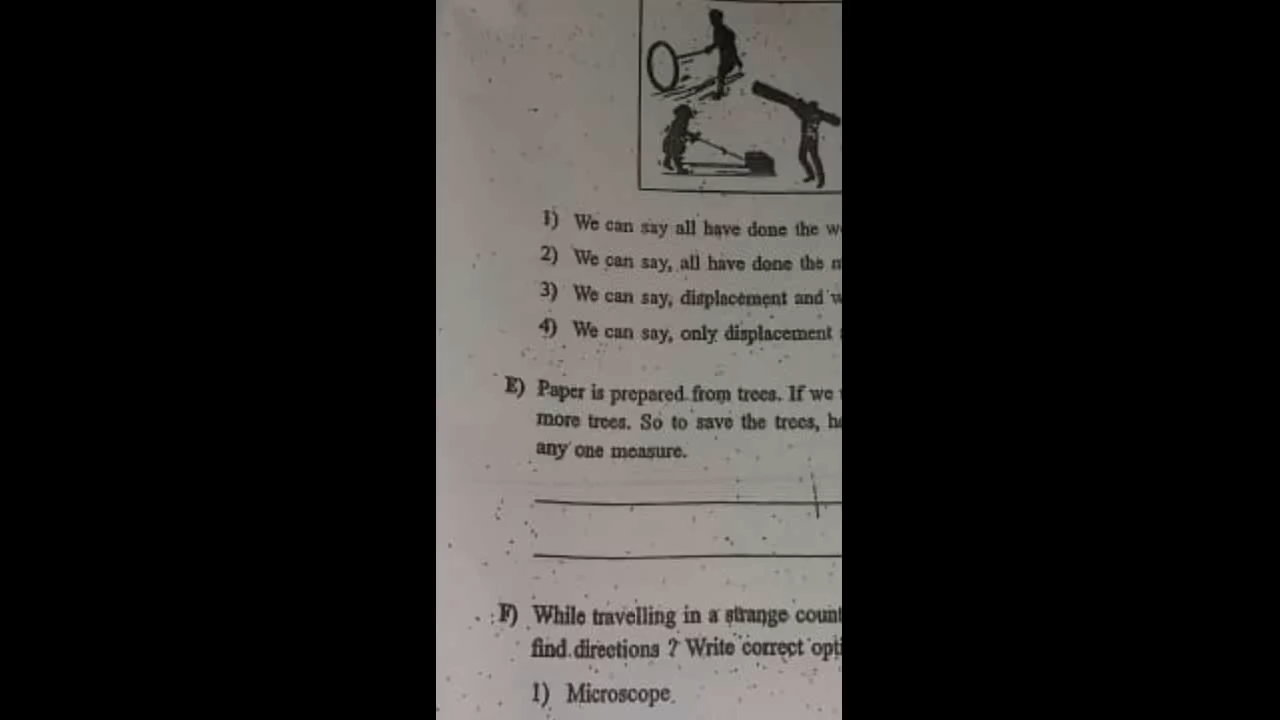 1) We can say all have done the
2) We can say, all have done the
3) We can say, displacement and
4) We can say, only displacement
E) Paper is prepared from trees. If we
more trees. So to save the trees,
any one measure.
F) While travelling in a strange
find directions ? Write correct
1) Microscope